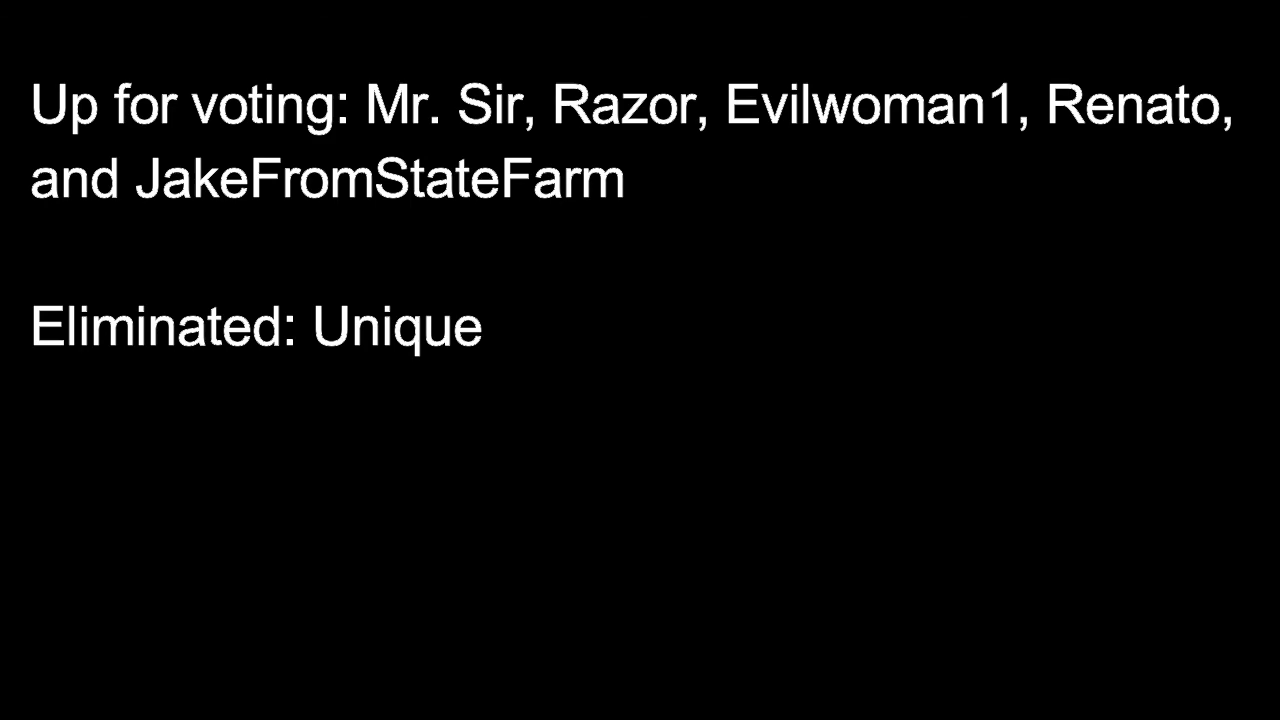 Up for voting: Mr. Sir, Razor, Evilwoman1, Renato,
and JakeFromStateFarm
Eliminated: Unique